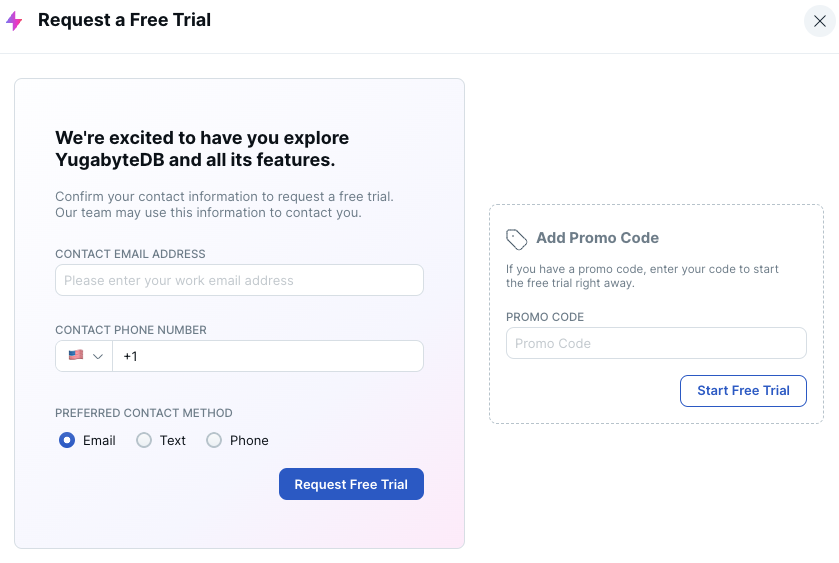 Request a Free Trial
We're excited to have you explore
YugabyteDB and all its features.
Confirm your contact information to request a free trial.
Our team may use this information to contact you.
CONTACT EMAIL ADDRESS
Please enter your work email address
CONTACT PHONE NUMBER
+1
PREFERRED CONTACT METHOD
Email Text Phone
Request Free Trial
Add Promo Code
If you have a promo code, enter your code to start
the free trial right away.
PROMO CODE
Promo Code
Start Free Trial